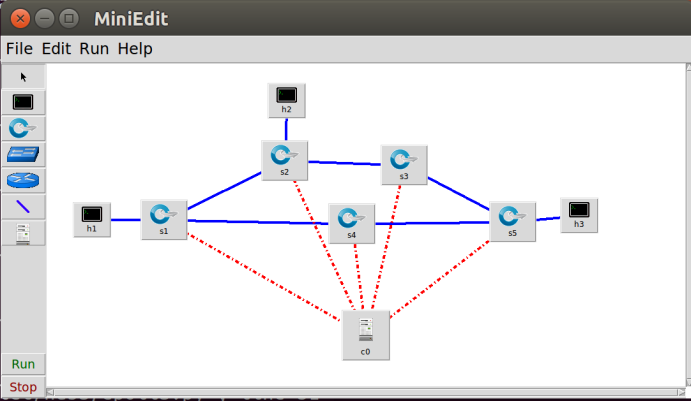 MiniEdit
File Edit Run Help
h2
s2
s3
h1
s1
s4
s5
h3
c0
Run
Stop